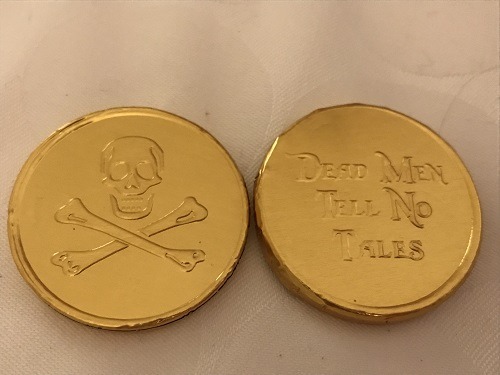 Dead Men
Tell No
Tales